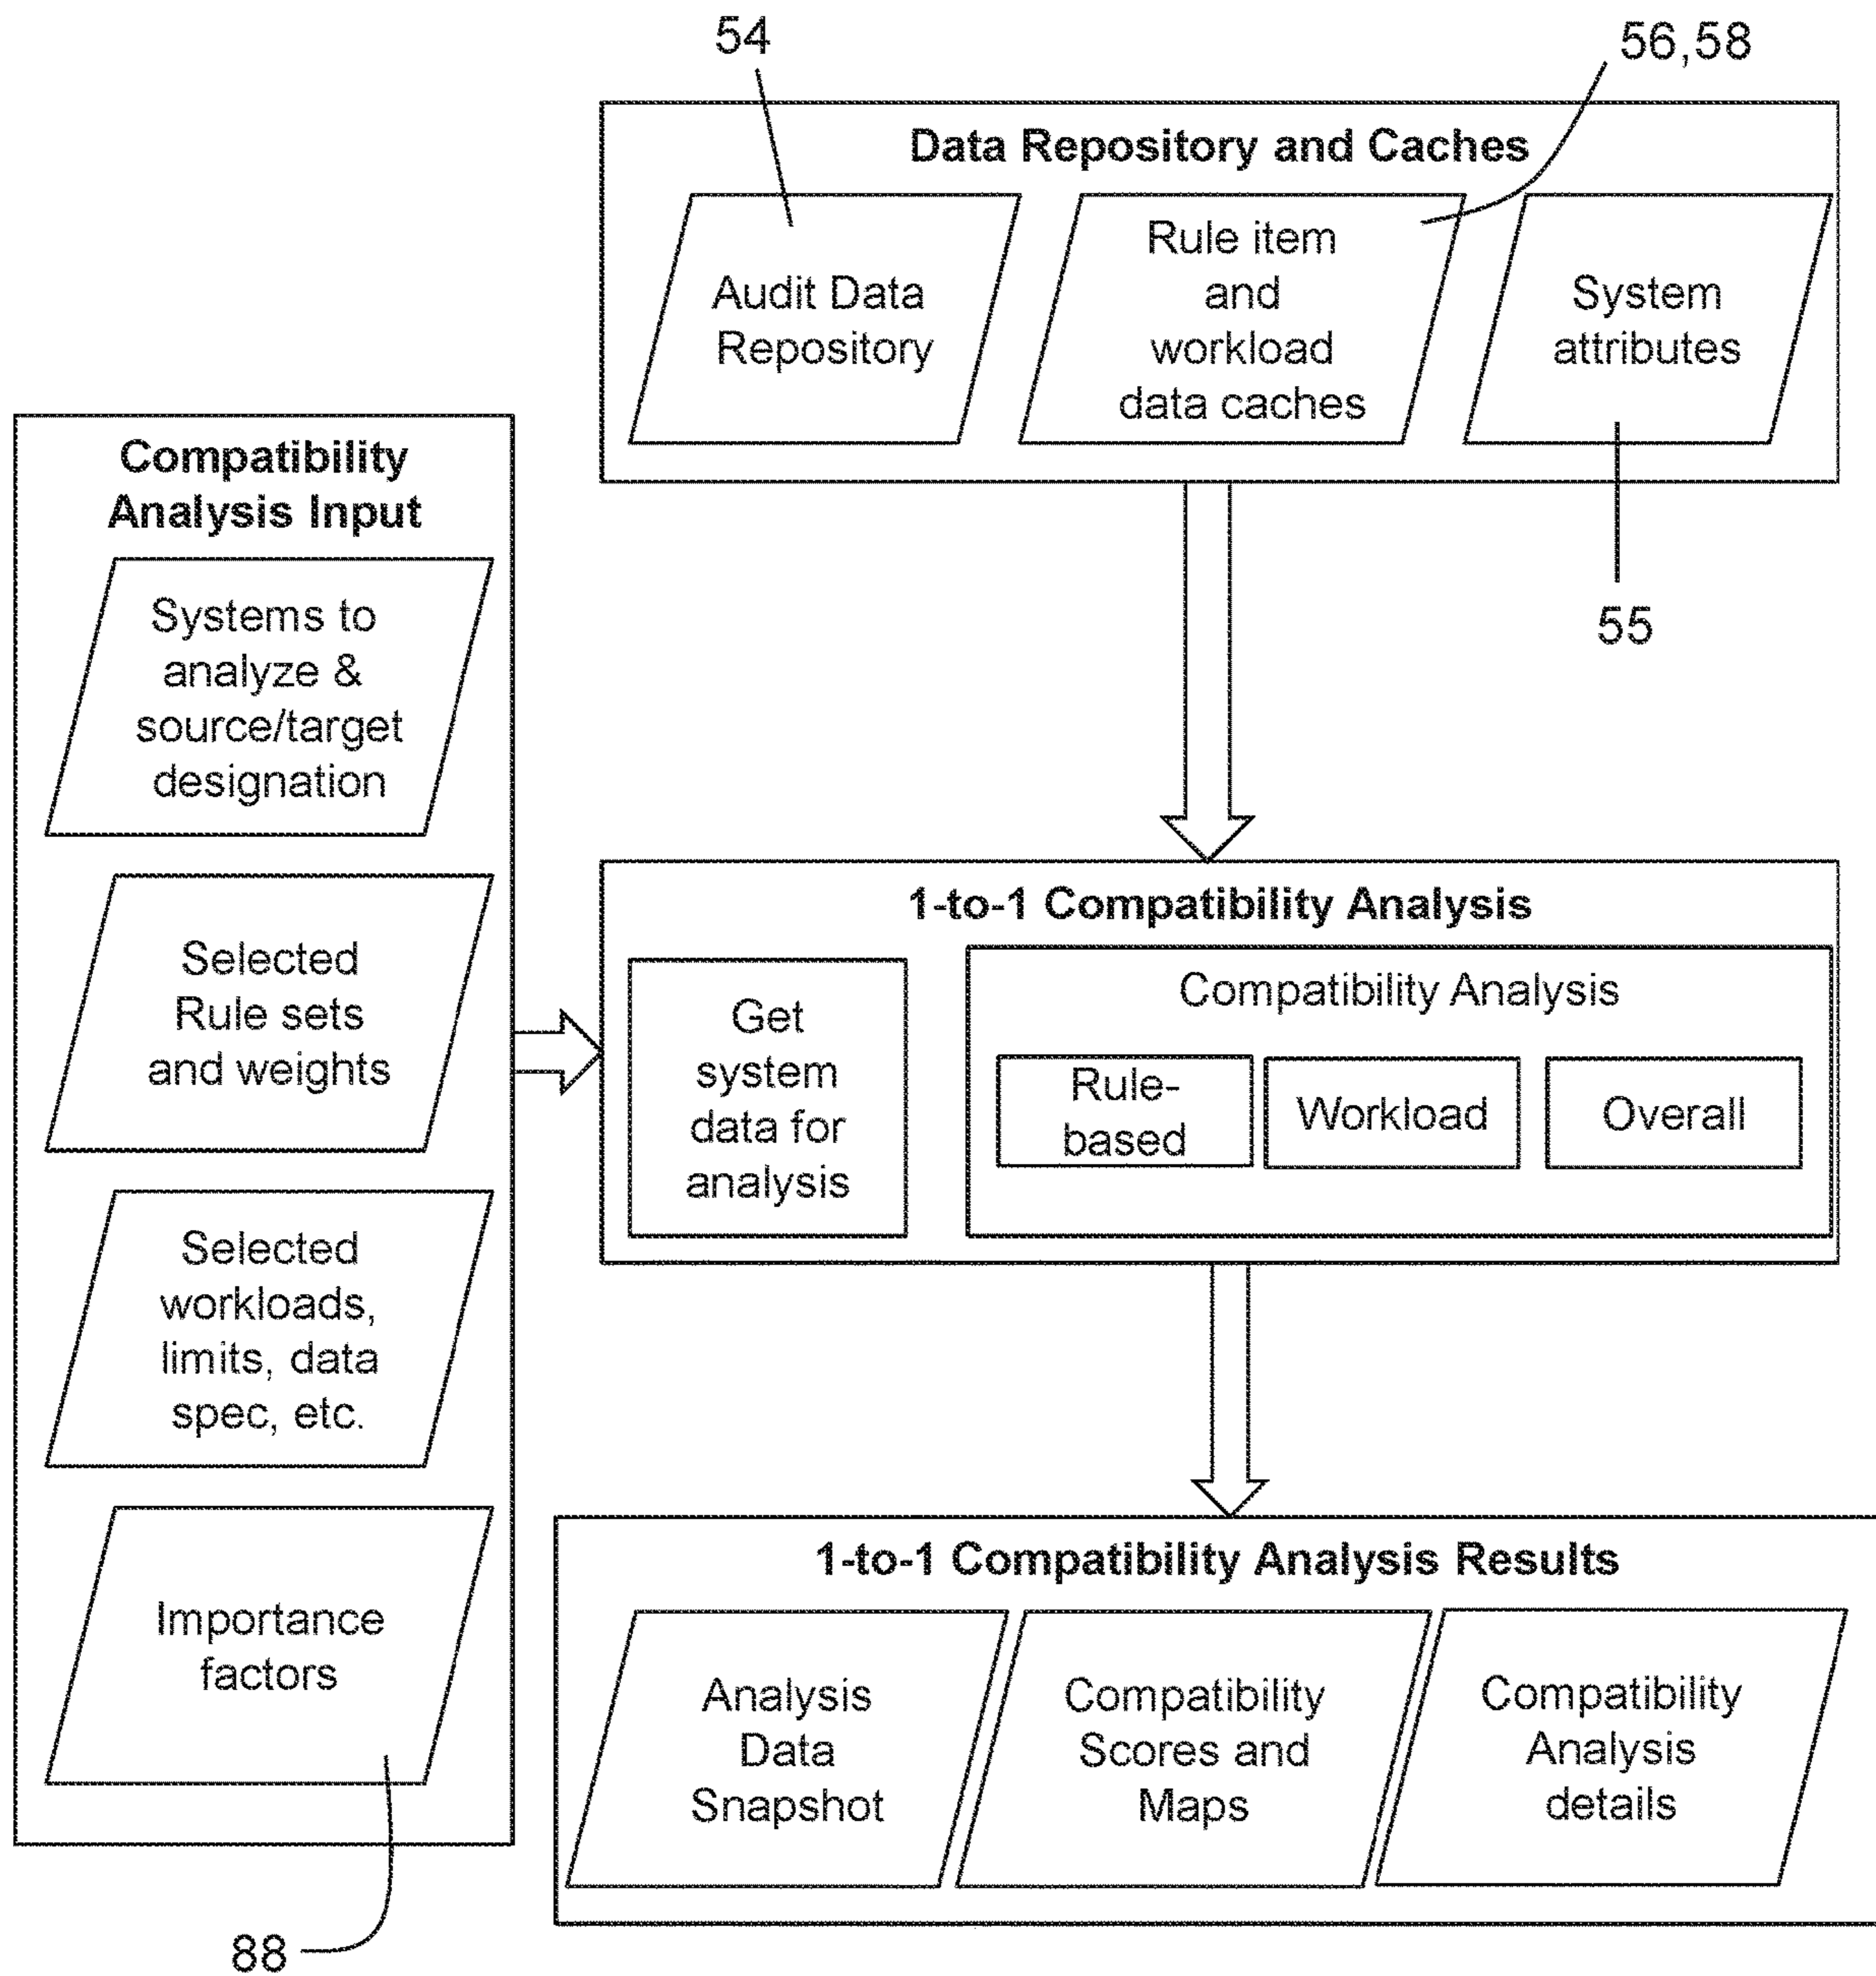 54
56,58
Data Repository and Caches
Audit Data
Repository
Rule item
and
workload
data caches
System
attributes
55
Compatibility
Analysis Input
Systems to
analyze &
source/target
designation
Selected
Rule sets
and weights
Selected
workloads,
limits, data
spec, etc.
Importance
factors
88
1-to-1 Compatibility Analysis
Get
system
data for
analysis
Compatibility Analysis
Rule-
based
Workload
Overall
1-to-1 Compatibility Analysis Results
Analysis
Data
Snapshot
Compatibility
Scores and
Maps
Compatibility
Analysis
details